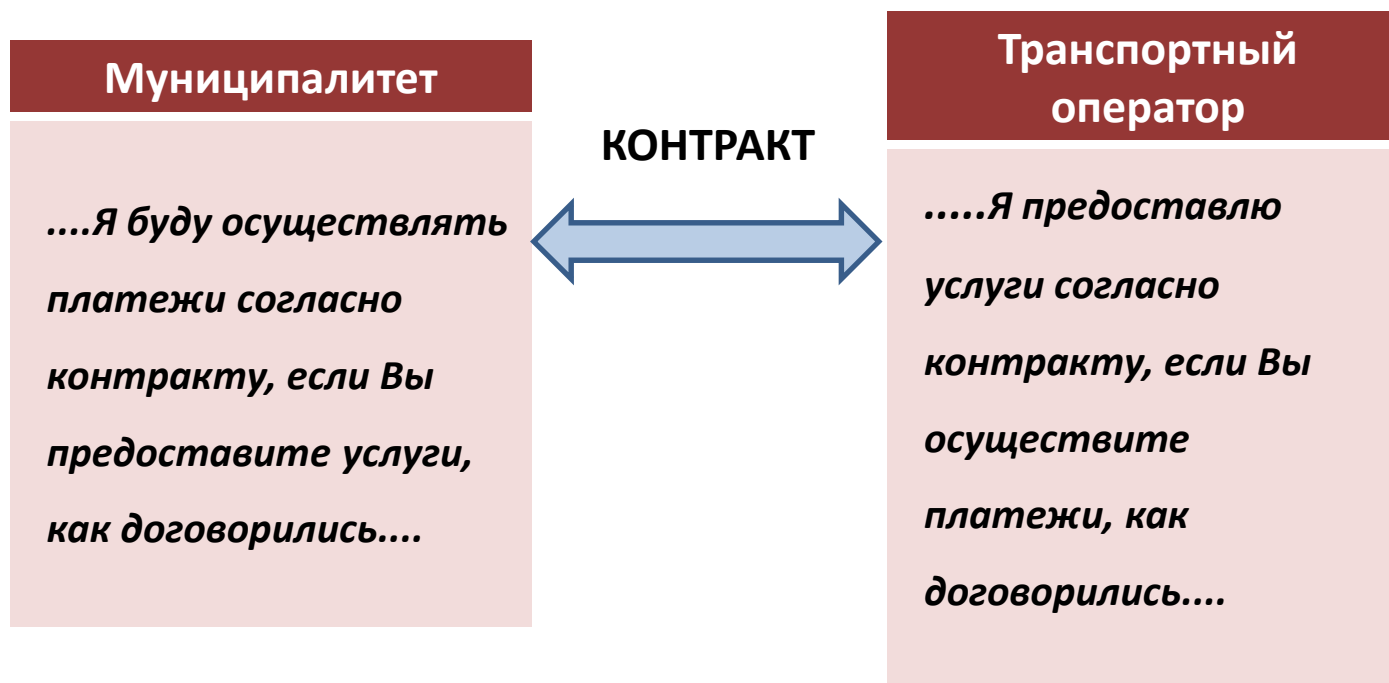 Муниципалитет
....Я буду осуществлять
платежи согласно
контракту, если Вы
предоставите услуги,
как договорились....
КОНТРАКТ
Транспортный
оператор
.....Я предоставлю
услуги согласно
контракту, если Вы
осуществите
платежи, как
договорились....